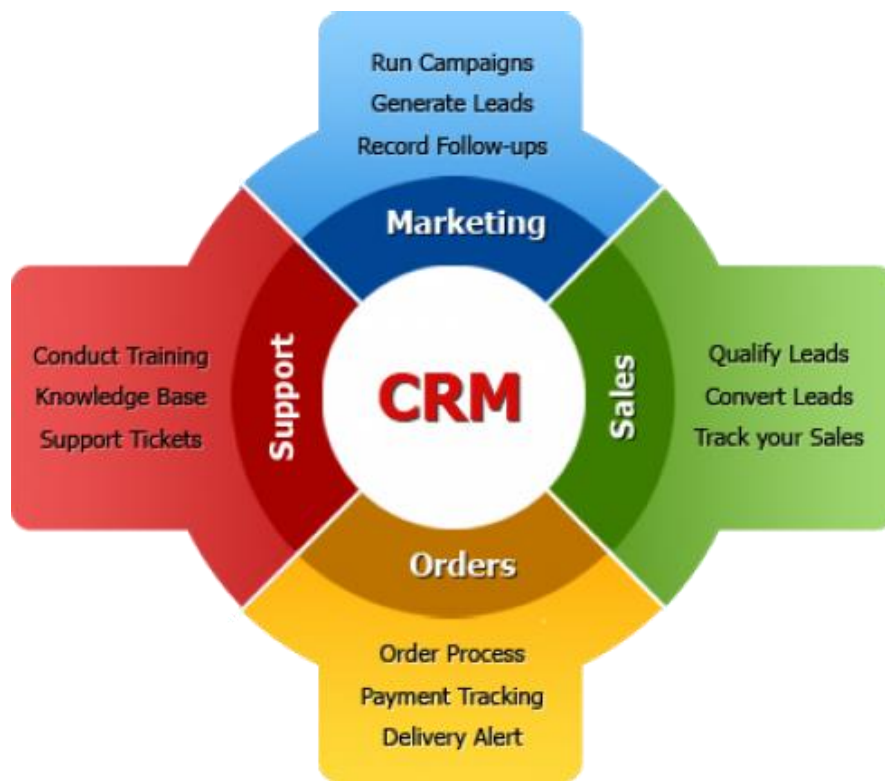 Run Campaigns
Generate Leads
Record Follow-ups
Marketing
Conduct Training
Knowledge Base
Support Tickets
Support
CRM
Sales
Qualify Leads
Convert Leads
Track your Sales
Orders
Order Process
Payment Tracking
Delivery Alert